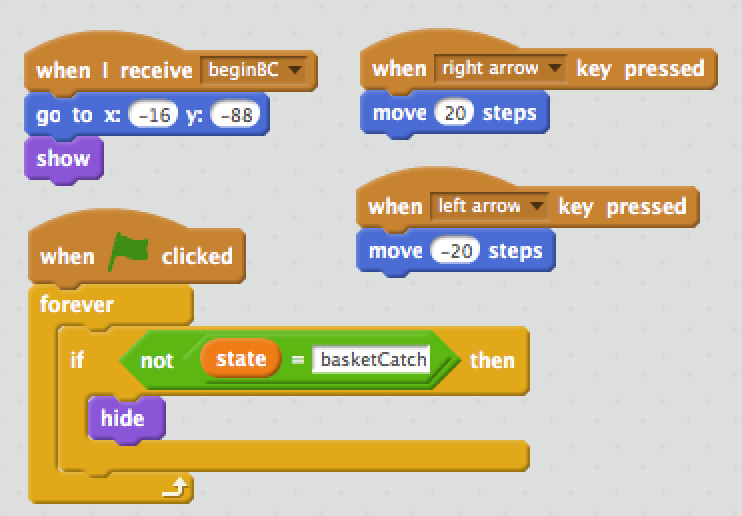 when I receive beginBC
go to x: -16 y: -88
show
when right arrow key pressed
move 20 steps
when left arrow key pressed
move -20 steps
when clicked
forever
if not state = basketCatch then
hide